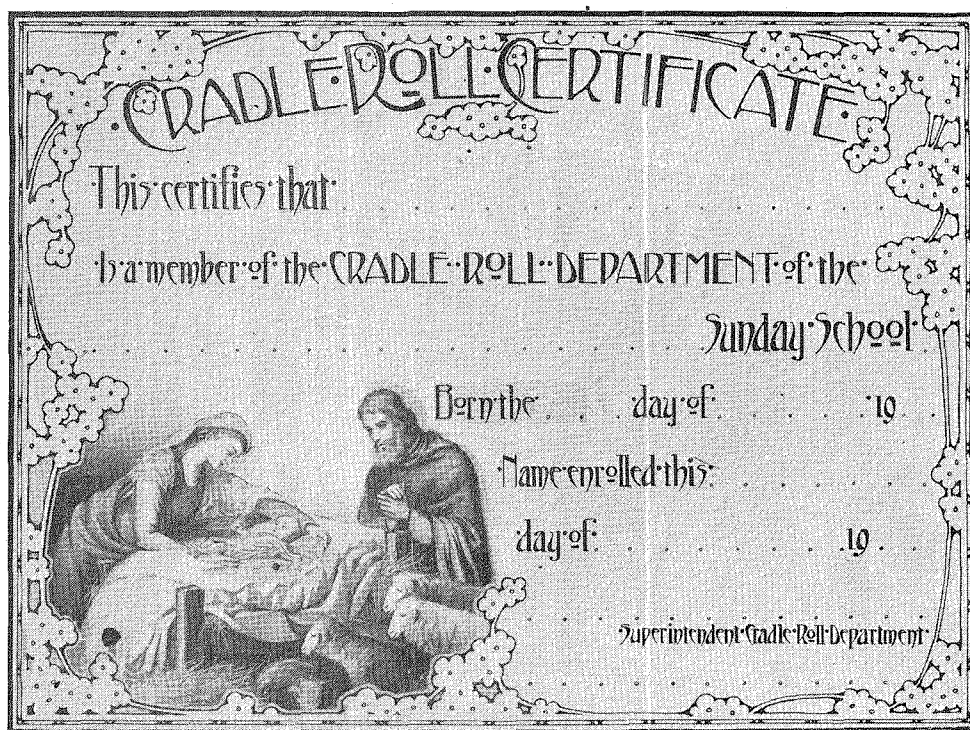 ·CRADLE·ROLL·CERTIFICATE·
·This·certifies·that·
·Is·a·member·of·the·CRADLE··ROLL··DEPARTMENT·of·the·
Sunday·School·
Born·the . . . day·of· . . . . . 19 .
·Name·enrolled·this·
day·of· . . . . . . . 19 . .
Superintendent·Cradle·Roll·Department·